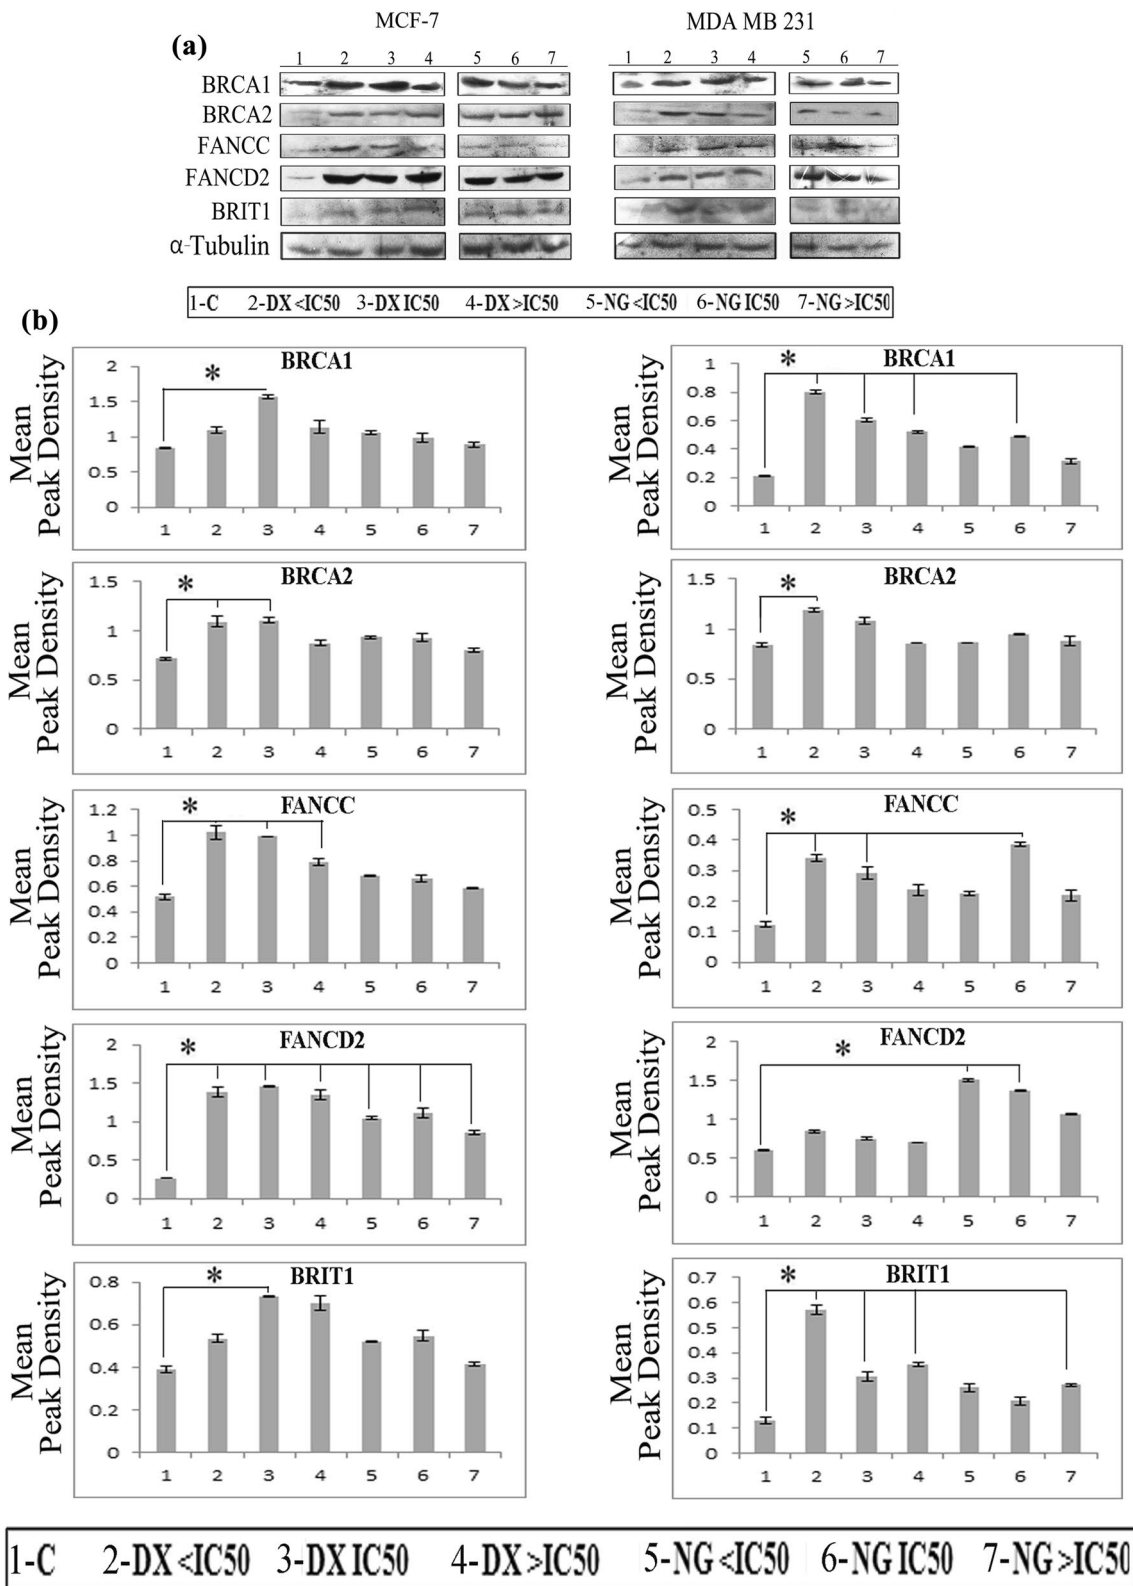 MCF-7 MDA MB 231
(a)
1 2 3 4 5 6 7 1 2 3 4 5 6 7
BRCA1
BRCA2
FANCC
FANCD2
BRIT1
α-Tubulin
1-C 2-DX <IC50 3-DX IC50 4-DX >IC50 5-NG <IC50 6-NG IC50 7-NG >IC50
(b)
BRCA1
Mean
Peak Density
2
1.5
1
0.5
0
*
1 2 3 4 5 6 7
BRCA1
Mean
Peak Density
1
0.8
0.6
0.4
0.2
0
*
1 2 3 4 5 6 7
BRCA2
Mean
Peak Density
1.5
1
0.5
0
*
1 2 3 4 5 6 7
BRCA2
Mean
Peak Density
1.5
1
0.5
0
*
1 2 3 4 5 6 7
FANCC
Mean
Peak Density
1.2
1
0.8
0.6
0.4
0.2
0
*
1 2 3 4 5 6 7
FANCC
Mean
Peak Density
0.5
0.4
0.3
0.2
0.1
0
*
1 2 3 4 5 6 7
FANCD2
Mean
Peak Density
2
1.5
1
0.5
0
*
1 2 3 4 5 6 7
FANCD2
Mean
Peak Density
2
1.5
1
0.5
0
*
1 2 3 4 5 6 7
BRIT1
Mean
Peak Density
0.8
0.6
0.4
0.2
0
*
1 2 3 4 5 6 7
BRIT1
Mean
Peak Density
0.7
0.6
0.5
0.4
0.3
0.2
0.1
0
*
1 2 3 4 5 6 7
1-C 2-DX <IC50 3-DX IC50 4-DX >IC50 5-NG <IC50 6-NG IC50 7-NG >IC50